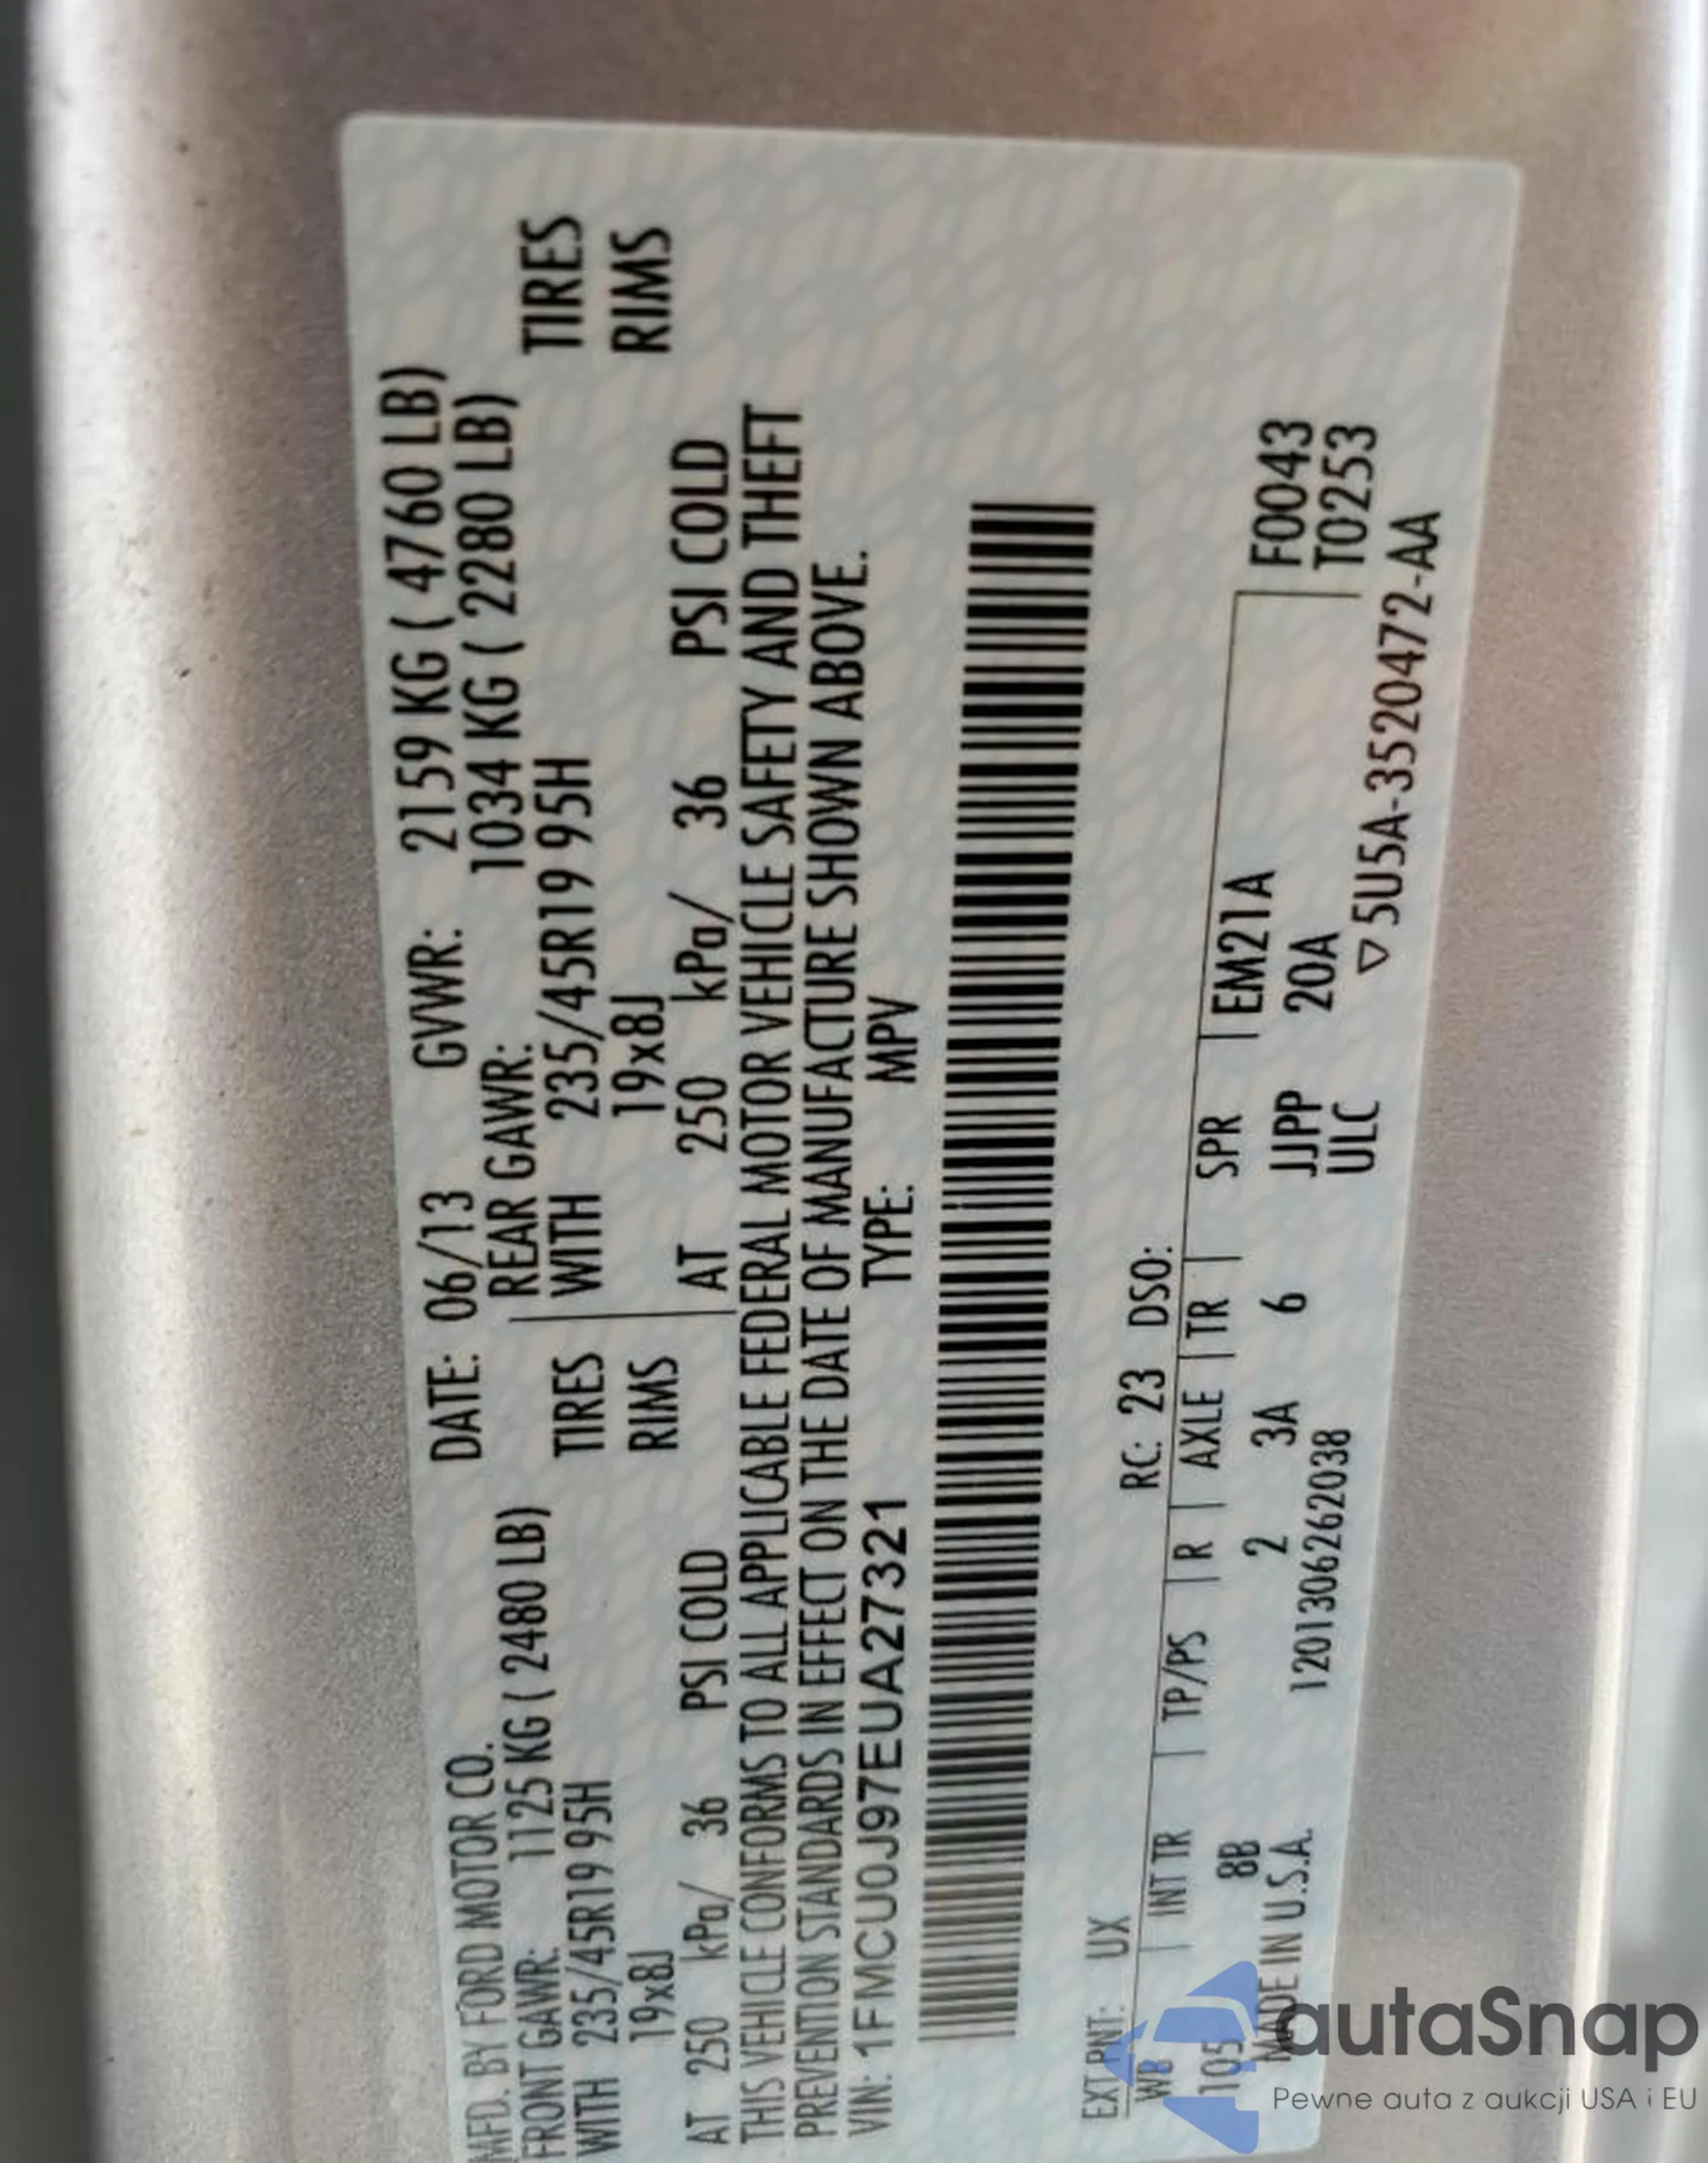 MFD. BY FORD MOTOR CO. DATE: 06/13 GVWR: 2159 KG ( 4760 LB)
FRONT GAWR: 1125 KG ( 2480 LB) REAR GAWR: 1034 KG ( 2280 LB)
WITH 235/45R19 95H TIRES WITH 235/45R19 95H TIRES
19x8J RIMS 19x8J RIMS
AT 250 kPa/ 36 PSI COLD AT 250 kPa/ 36 PSI COLD
THIS VEHICLE CONFORMS TO ALL APPLICABLE FEDERAL MOTOR VEHICLE SAFETY AND THEFT
PREVENTION STANDARDS IN EFFECT ON THE DATE OF MANUFACTURE SHOWN ABOVE.
VIN: 1FMCU0J97EUA27321 TYPE: MPV
EXT PNT: UX RC: 23 DSO:
WB INT TR TP/PS R AXLE TR SPR EM21A F0043
105 8B 2 3A 6 JJPP 20A T0253
MADE IN U.S.A. 1201306262038 ULC ▽5U5A-3520472-AA
autaSnap
Pewne auta z aukcji USA i EU